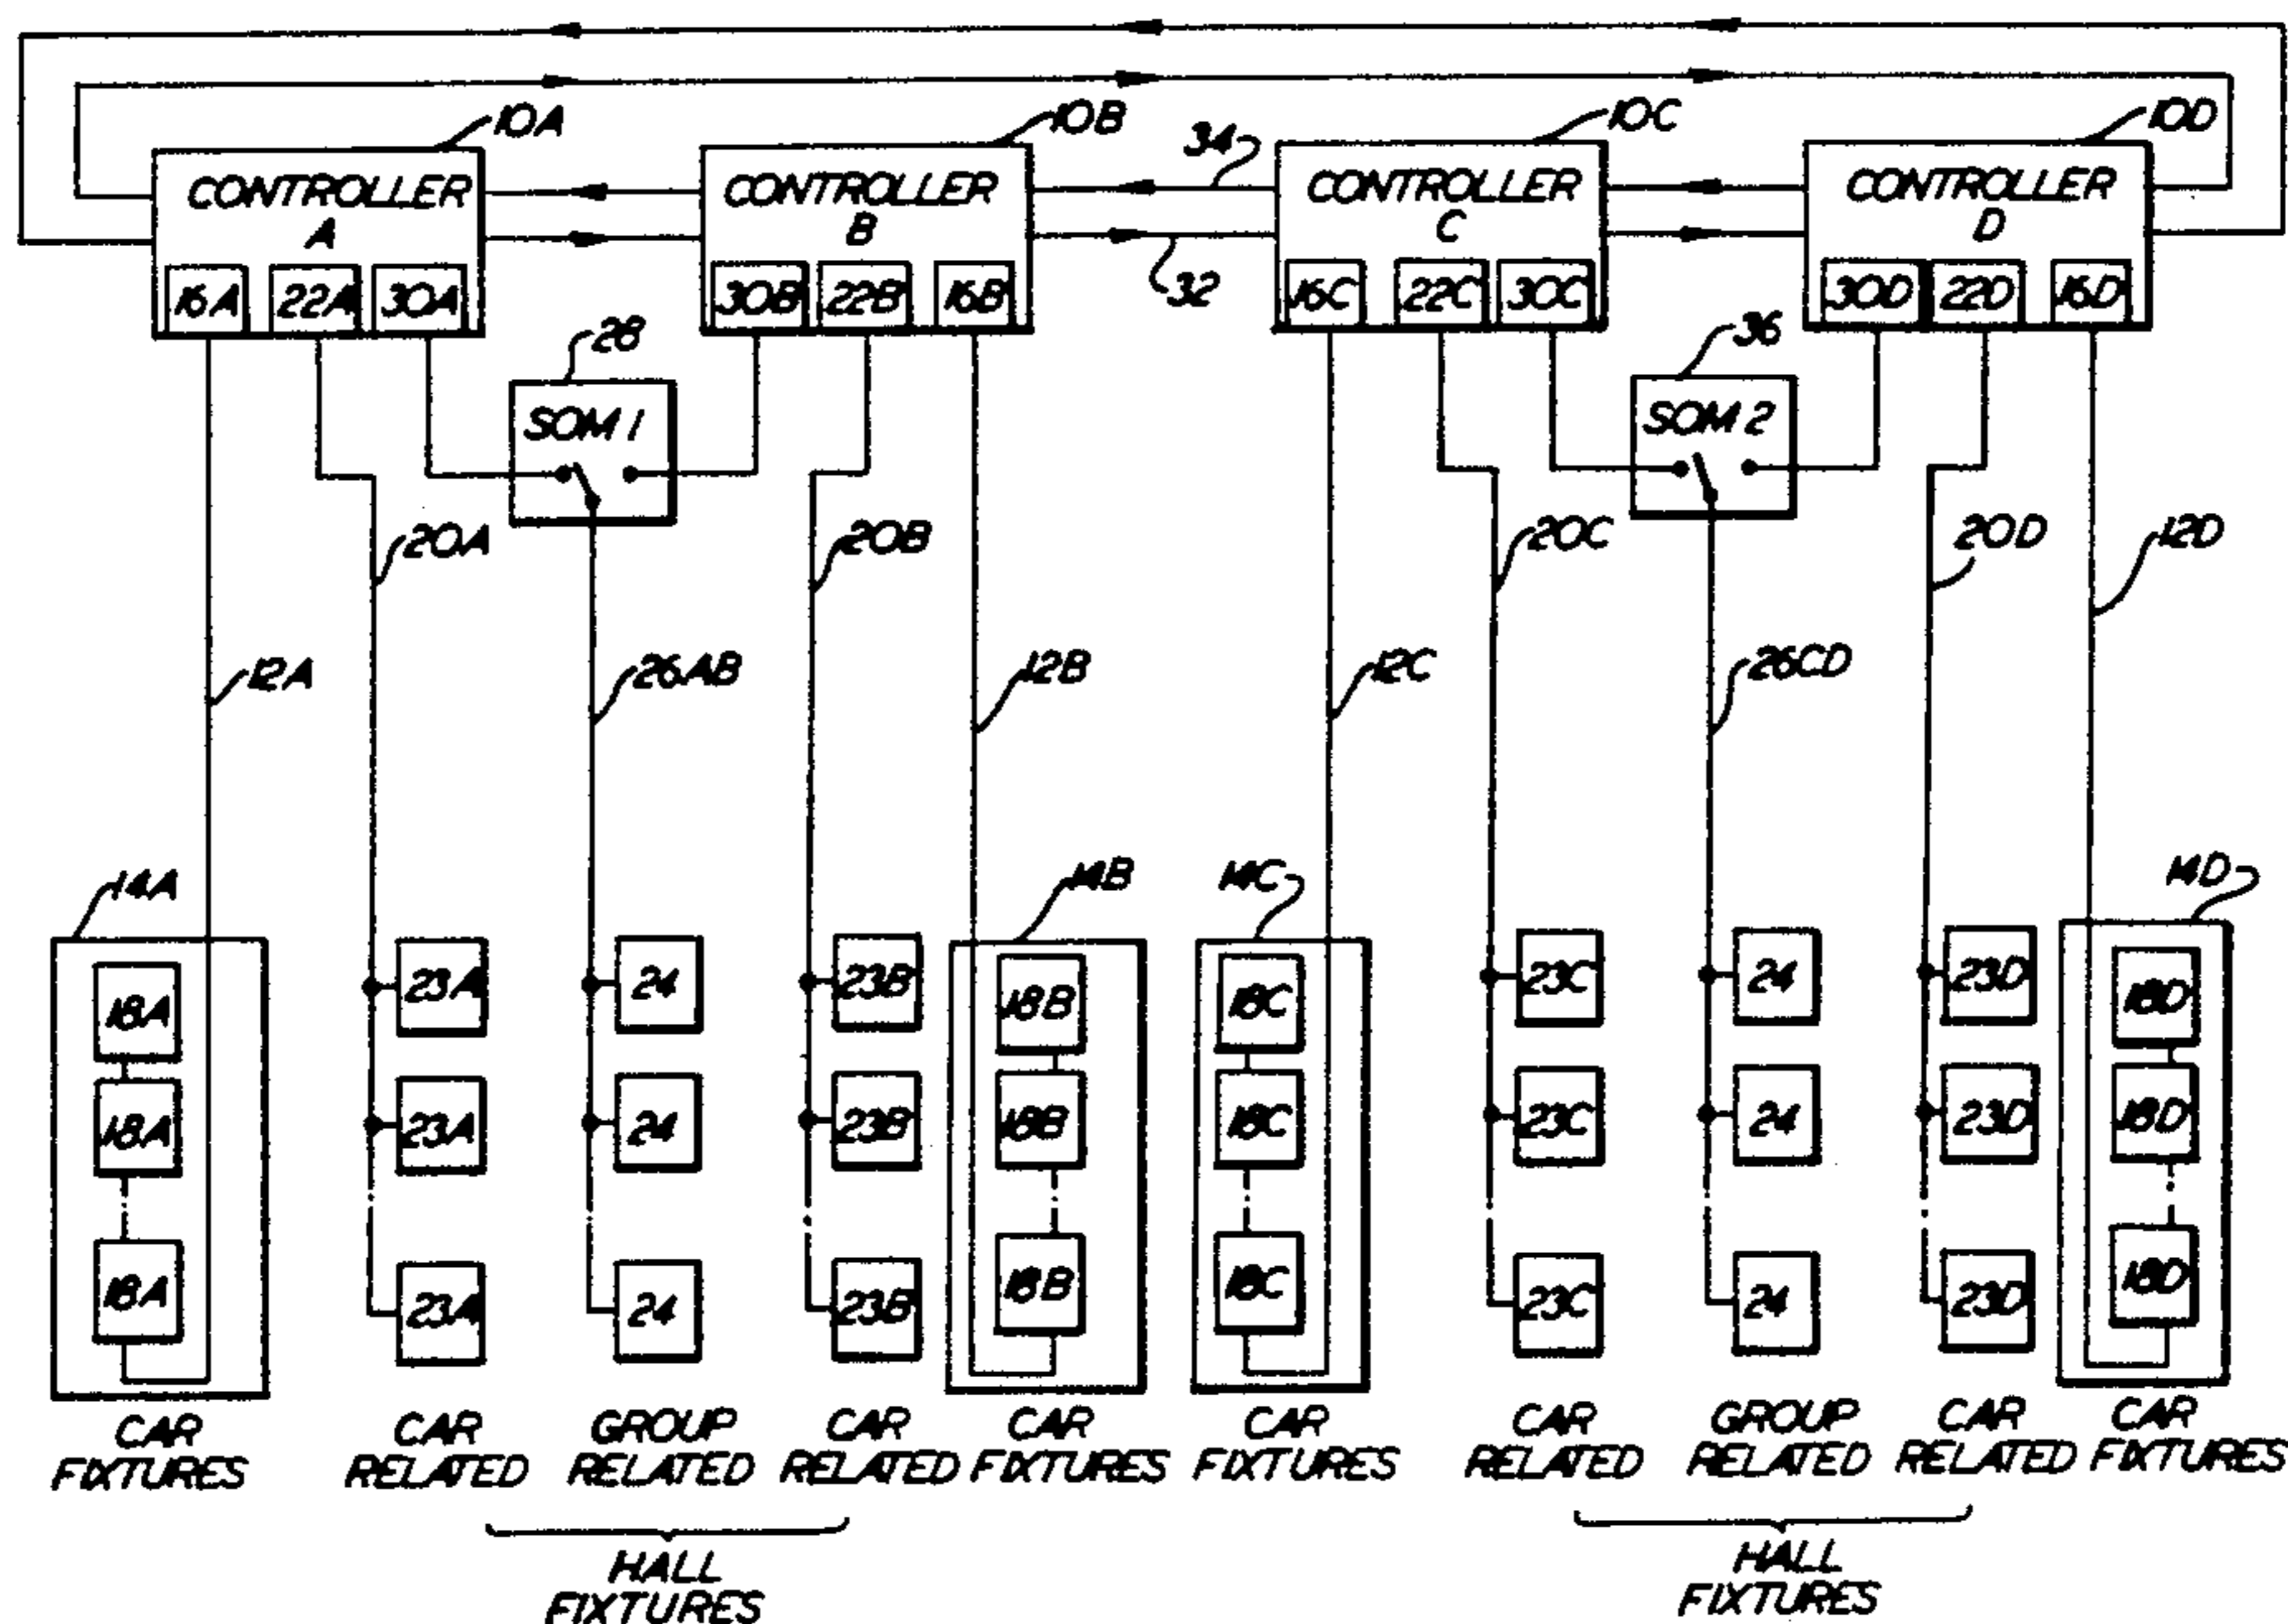 10A
10B
34
10C
10D
CONTROLLER
A
CONTROLLER
B
CONTROLLER
C
CONTROLLER
D
16A
22A
30A
30B
22B
16B
32
16C
22C
30C
30D
22D
16D
28
SOM 1
36
SOM 2
20A
20B
20C
20D
12D
12A
26AB
12B
12C
26CD
14A
14B
14C
14D
18A
23A
24
23B
18B
18C
23C
24
23D
18D
18A
23A
24
23B
18B
18C
23C
24
23D
18D
18A
23A
24
23B
18B
18C
23C
24
23D
18D
CAR
FIXTURES
CAR
RELATED
GROUP
RELATED
CAR
RELATED
CAR
FIXTURES
CAR
FIXTURES
CAR
RELATED
GROUP
RELATED
CAR
RELATED
CAR
FIXTURES
HALL
FIXTURES
HALL
FIXTURES